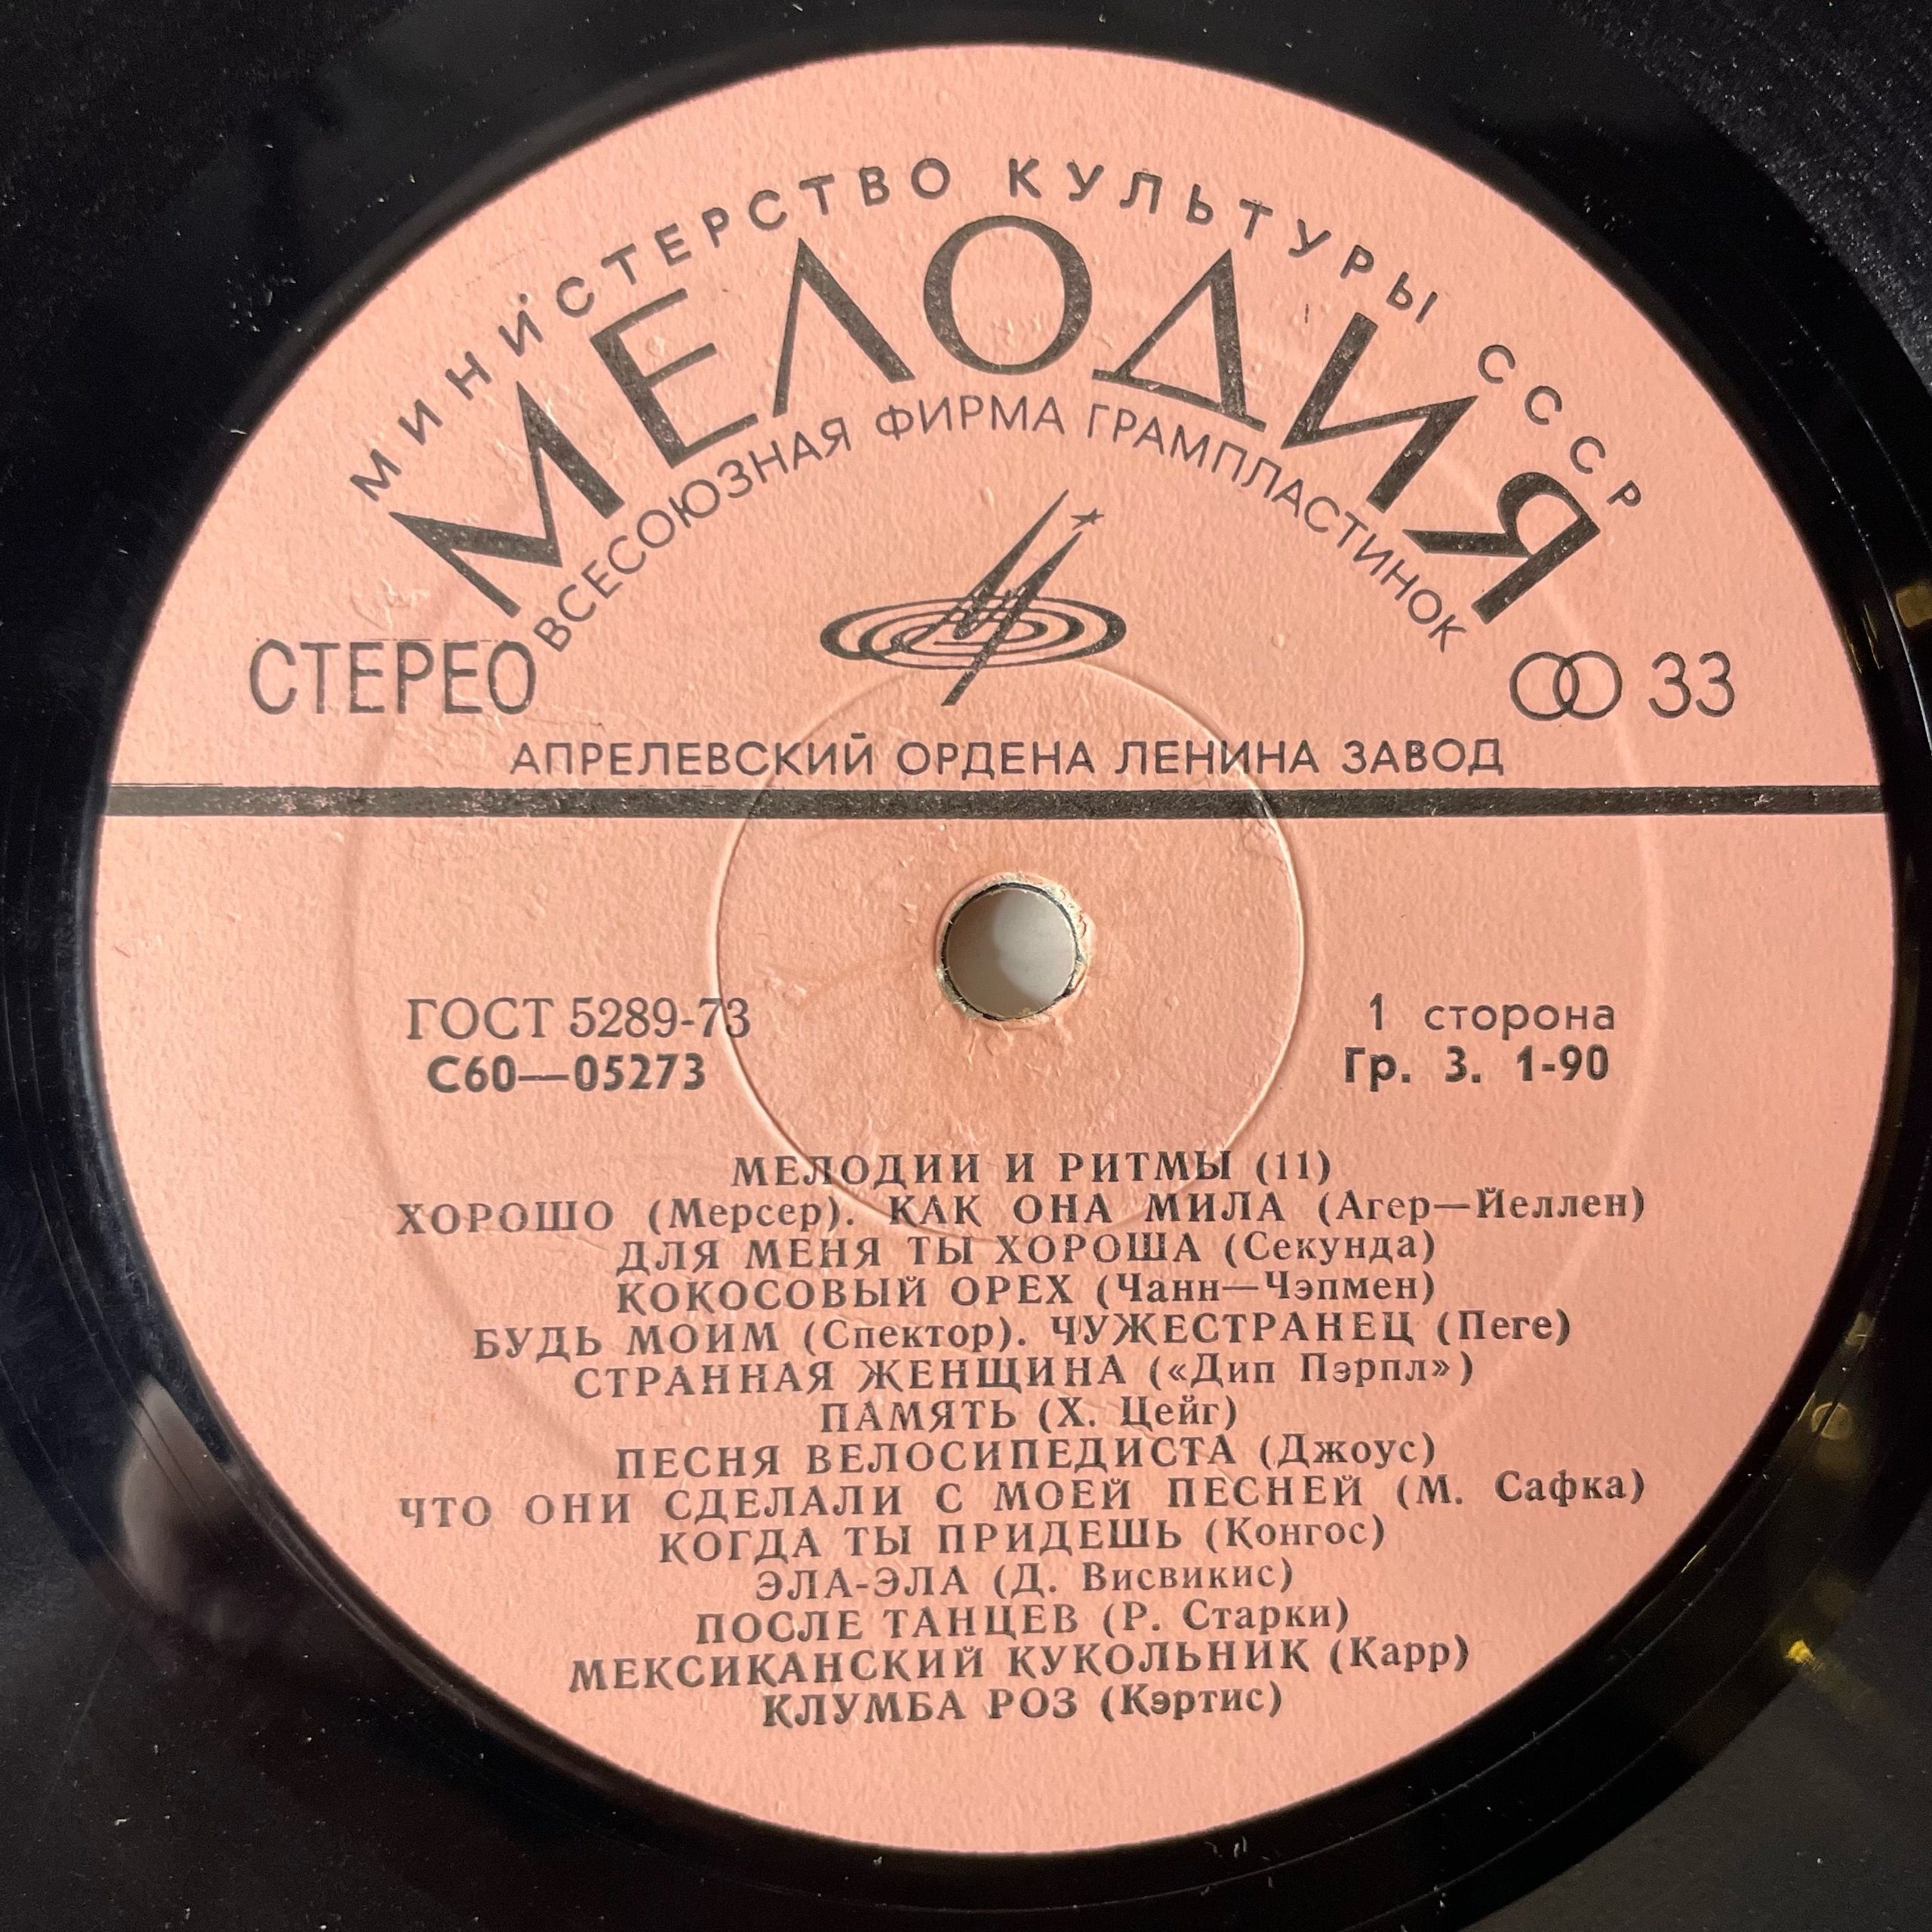 МИНИСТЕРСТВО КУЛЬТУРЫ СССР
МЕЛОДИЯ
ВСЕСОЮЗНАЯ ФИРМА ГРАМПЛАСТИНОК
СТЕРЕО
33
АПРЕЛЕВСКИЙ ОРДЕНА ЛЕНИНА ЗАВОД
ГОСТ 5289-73
С60—05273
1 сторона
Гр. 3. 1-90
МЕЛОДИИ И РИТМЫ (11)
ХОРОШО (Мерсер). КАК ОНА МИЛА (Агер—Йеллен)
ДЛЯ МЕНЯ ТЫ ХОРОША (Секунда)
КОКОСОВЫЙ ОРЕХ (Чанн—Чэпмен)
БУДЬ МОИМ (Спектор). ЧУЖЕСТРАНЕЦ (Пеге)
СТРАННАЯ ЖЕНЩИНА («Дип Пэрпл»)
ПАМЯТЬ (Х. Цейг)
ПЕСНЯ ВЕЛОСИПЕДИСТА (Джоус)
ЧТО ОНИ СДЕЛАЛИ С МОЕЙ ПЕСНЕЙ (М. Сафка)
КОГДА ТЫ ПРИДЕШЬ (Конгос)
ЭЛА-ЭЛА (Д. Висвикис)
ПОСЛЕ ТАНЦЕВ (Р. Старки)
МЕКСИКАНСКИЙ КУКОЛЬНИК (Карр)
КЛУМБА РОЗ (Кэртис)